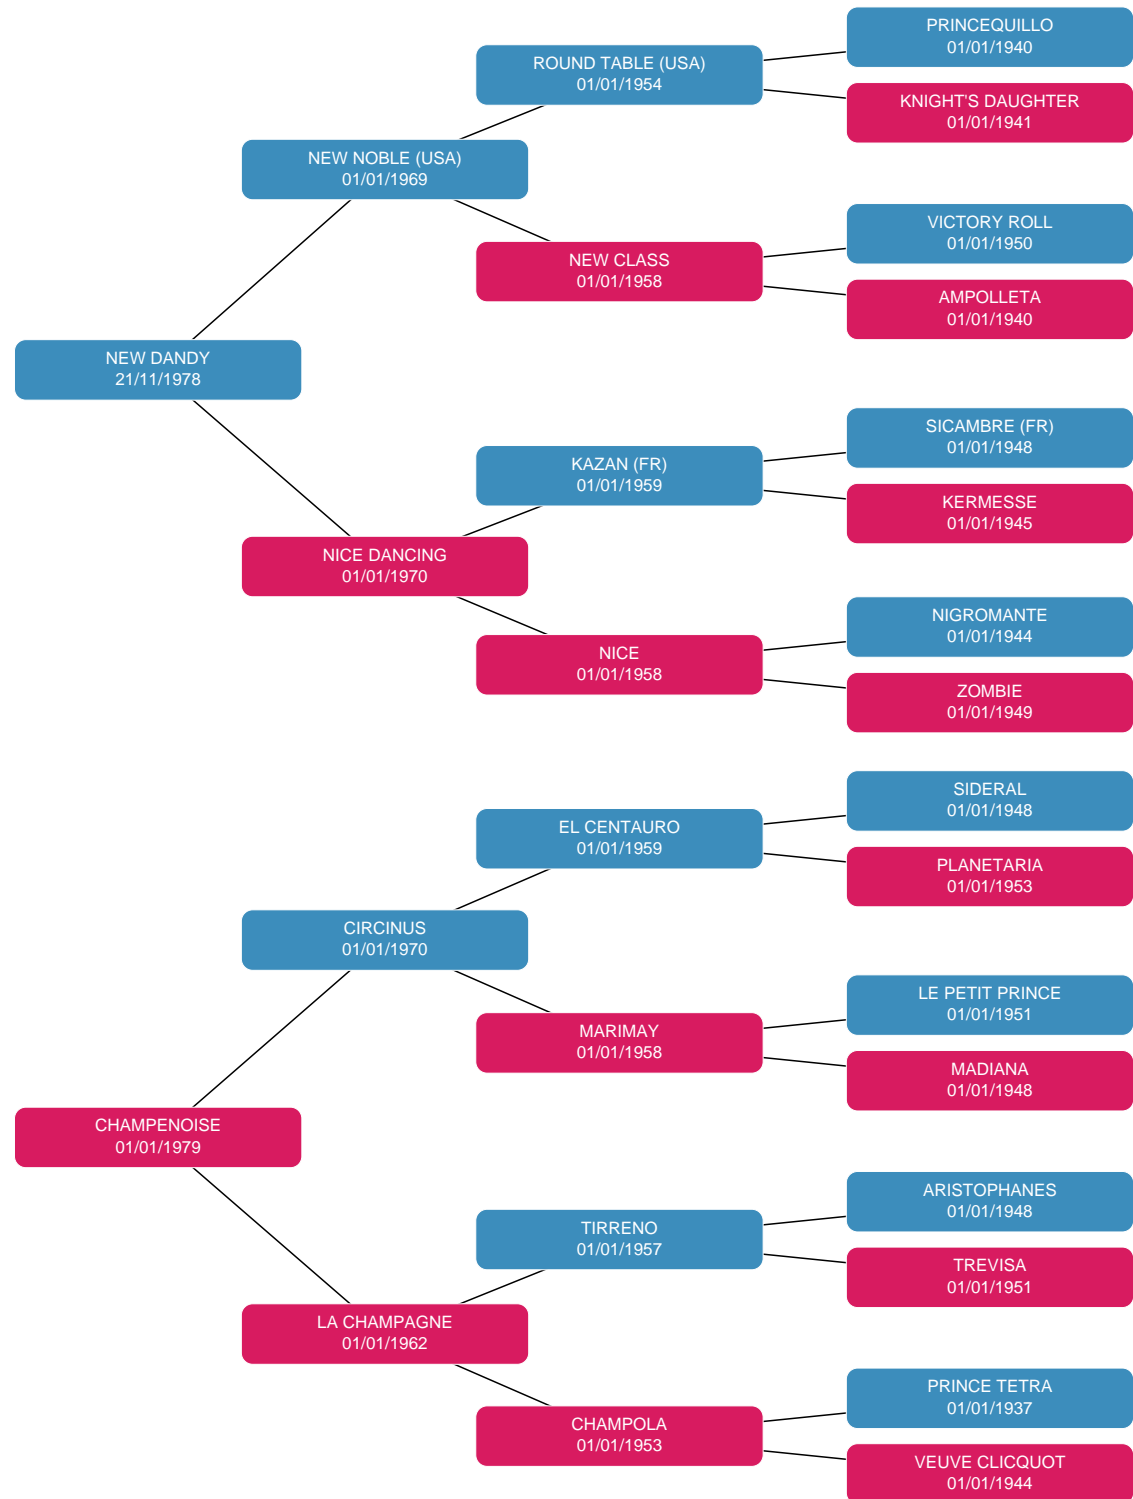 PRINCEQUILLO
01/01/1940
ROUND TABLE (USA)
01/01/1954
KNIGHT'S DAUGHTER
01/01/1941
NEW NOBLE (USA)
01/01/1969
VICTORY ROLL
01/01/1950
NEW CLASS
01/01/1958
AMPOLLETA
01/01/1940
NEW DANDY
21/11/1978
SICAMBRE (FR)
01/01/1948
KAZAN (FR)
01/01/1959
KERMESSE
01/01/1945
NICE DANCING
01/01/1970
NIGROMANTE
01/01/1944
NICE
01/01/1958
ZOMBIE
01/01/1949
SIDERAL
01/01/1948
EL CENTAURO
01/01/1959
PLANETARIA
01/01/1953
CIRCINUS
01/01/1970
LE PETIT PRINCE
01/01/1951
MARIMAY
01/01/1958
MADIANA
01/01/1948
CHAMPENOISE
01/01/1979
ARISTOPHANES
01/01/1948
TIRRENO
01/01/1957
TREVISA
01/01/1951
LA CHAMPAGNE
01/01/1962
PRINCE TETRA
01/01/1937
CHAMPOLA
01/01/1953
VEUVE CLICQUOT
01/01/1944